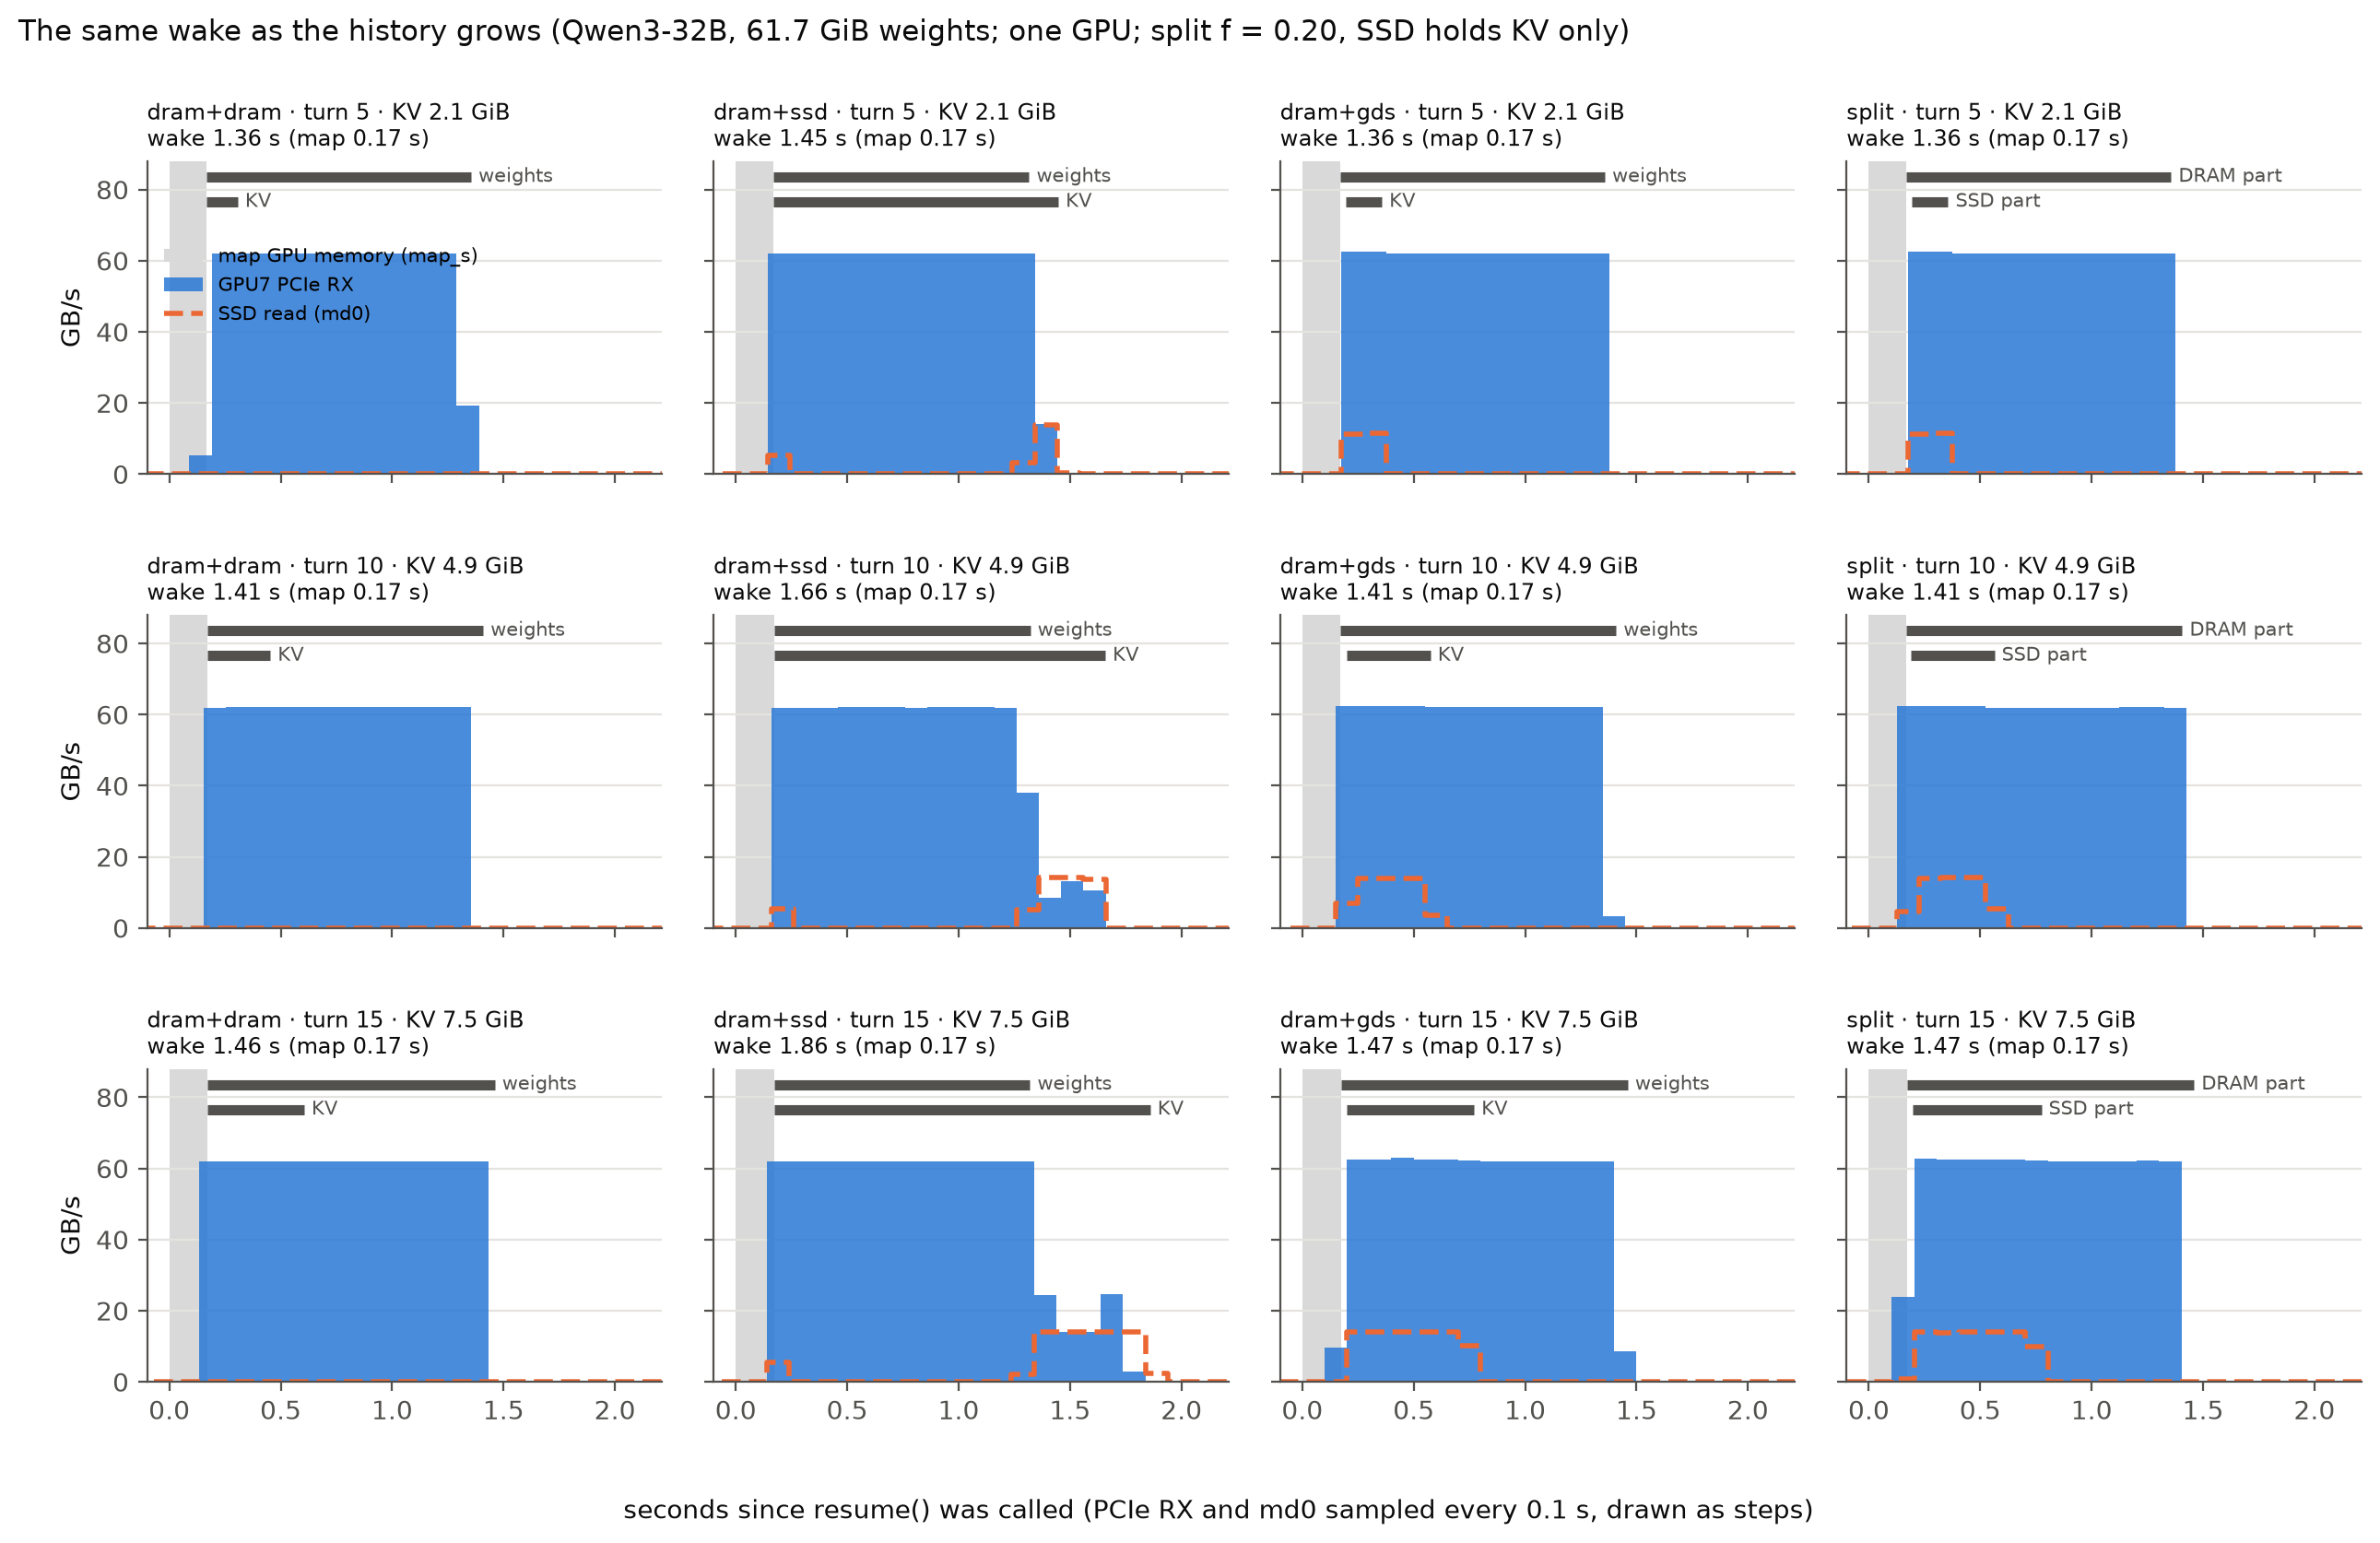 The same wake as the history grows (Qwen3-32B, 61.7 GiB weights; one GPU; split f = 0.20, SSD holds KV only)
dram+dram · turn 5 · KV 2.1 GiB
wake 1.36 s (map 0.17 s)
dram+ssd · turn 5 · KV 2.1 GiB
wake 1.45 s (map 0.17 s)
dram+gds · turn 5 · KV 2.1 GiB
wake 1.36 s (map 0.17 s)
split · turn 5 · KV 2.1 GiB
wake 1.36 s (map 0.17 s)
GB/s
80
60
40
20
0
weights
KV
map GPU memory (map_s)
GPU7 PCIe RX
SSD read (md0)
weights
KV
weights
KV
DRAM part
SSD part
dram+dram · turn 10 · KV 4.9 GiB
wake 1.41 s (map 0.17 s)
dram+ssd · turn 10 · KV 4.9 GiB
wake 1.66 s (map 0.17 s)
dram+gds · turn 10 · KV 4.9 GiB
wake 1.41 s (map 0.17 s)
split · turn 10 · KV 4.9 GiB
wake 1.41 s (map 0.17 s)
GB/s
80
60
40
20
0
weights
KV
weights
KV
weights
KV
DRAM part
SSD part
dram+dram · turn 15 · KV 7.5 GiB
wake 1.46 s (map 0.17 s)
dram+ssd · turn 15 · KV 7.5 GiB
wake 1.86 s (map 0.17 s)
dram+gds · turn 15 · KV 7.5 GiB
wake 1.47 s (map 0.17 s)
split · turn 15 · KV 7.5 GiB
wake 1.47 s (map 0.17 s)
GB/s
80
60
40
20
0
weights
KV
weights
KV
weights
KV
DRAM part
SSD part
0.0 0.5 1.0 1.5 2.0
0.0 0.5 1.0 1.5 2.0
0.0 0.5 1.0 1.5 2.0
0.0 0.5 1.0 1.5 2.0
seconds since resume() was called (PCIe RX and md0 sampled every 0.1 s, drawn as steps)